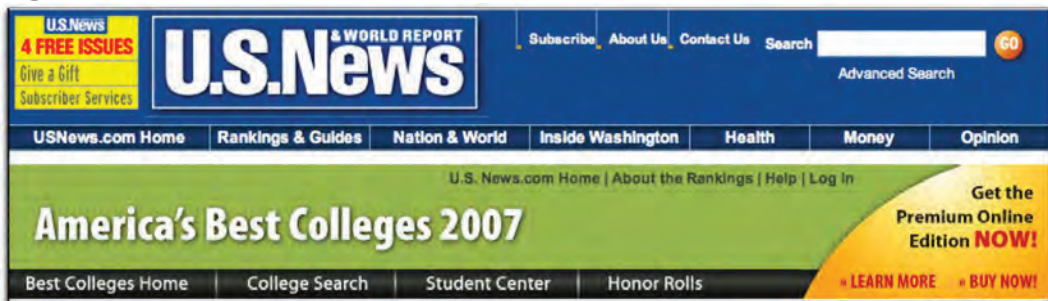 U.S.News
4 FREE ISSUES
Give a Gift
Subscriber Services
& WORLD REPORT
U.S.News
Subscribe About Us Contact Us Search GO
Advanced Search
USNews.com Home Rankings & Guides Nation & World Inside Washington Health Money Opinion
U.S. News.com Home | About the Rankings | Help | Log In
America's Best Colleges 2007
Get the
Premium Online
Edition NOW!
» LEARN MORE » BUY NOW!
Best Colleges Home College Search Student Center Honor Rolls